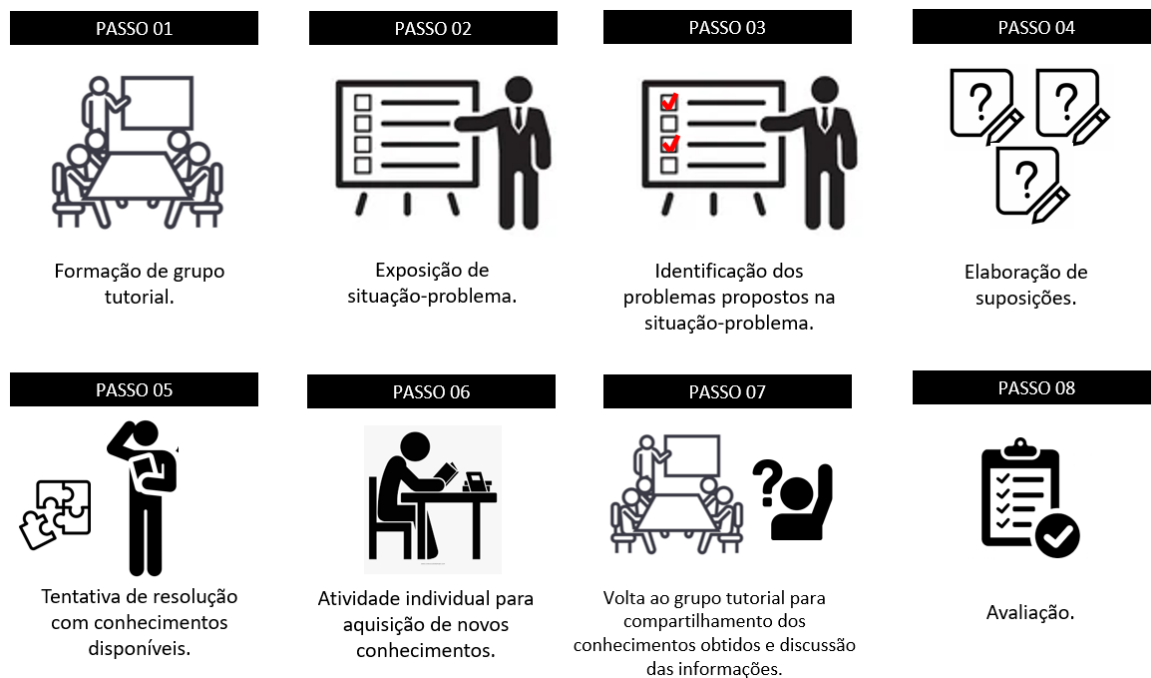 PASSO 01
PASSO 02
PASSO 03
PASSO 04
Formação de grupo
tutorial.
Exposição de
situação-problema.
Identificação dos
problemas propostos na
situação-problema.
Elaboração de
suposições.
PASSO 05
PASSO 06
PASSO 07
PASSO 08
Tentativa de resolução
com conhecimentos
disponíveis.
Atividade individual para
aquisição de novos
conhecimentos.
Volta ao grupo tutorial para
compartilhamento dos
conhecimentos obtidos e discussão
das informações.
Avaliação.